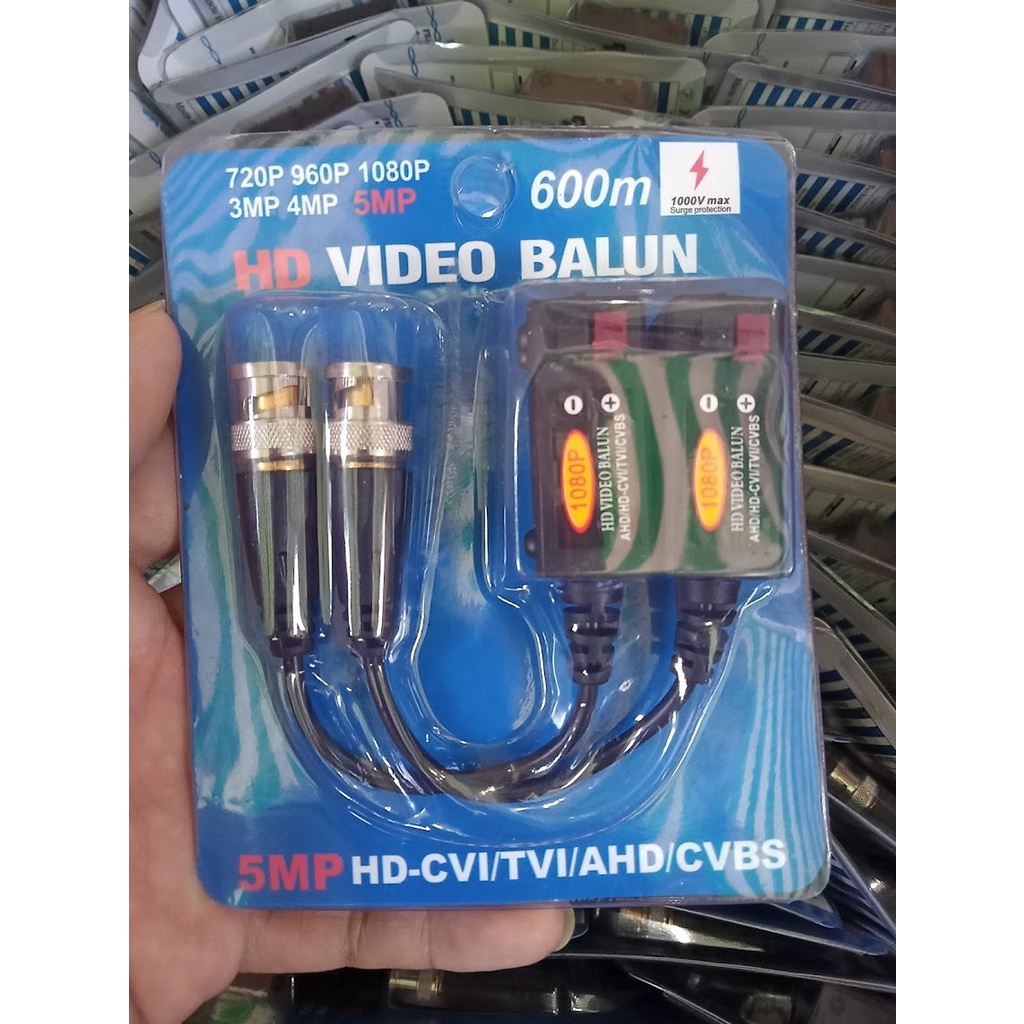 720P 960P 1080P
3MP 4MP 5MP
600m
1000V max
Surge protection
HD VIDEO BALUN
1080P
HD VIDEO BALUN
AHD/HD-CVI/TVI/CVBS
1080P
HD VIDEO BALUN
AHD/HD-CVI/TVI/CVBS
5MP HD-CVI/TVI/AHD/CVBS